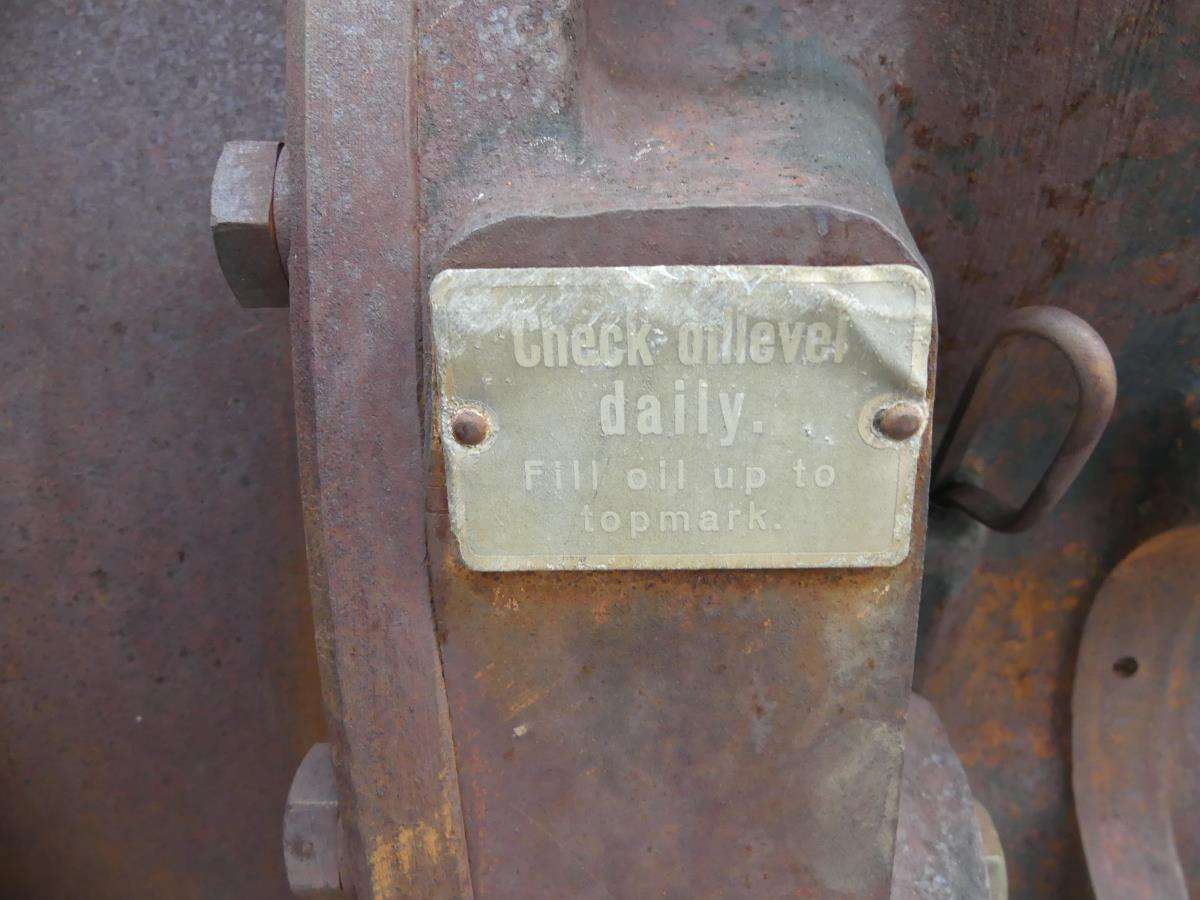 Check oillevel
daily.
Fill oil up to
topmark.